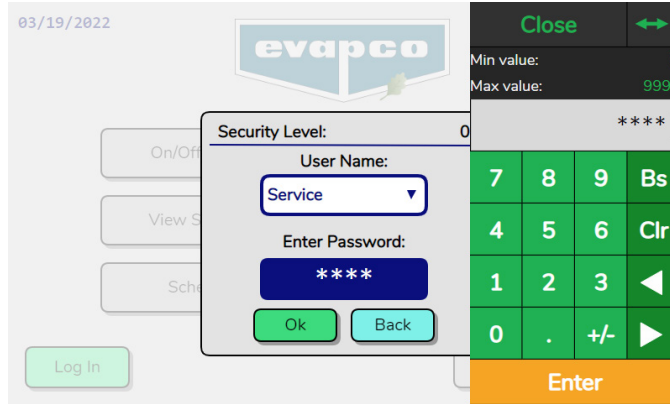 03/19/2022
evapco
On/Off
View S
Sche
Log In
Security Level: 0
User Name:
Service
Enter Password:
****
Ok Back
Close
Min value:
Max value: 999
****
7 8 9 Bs
4 5 6 Clr
1 2 3
0 . +/-
Enter